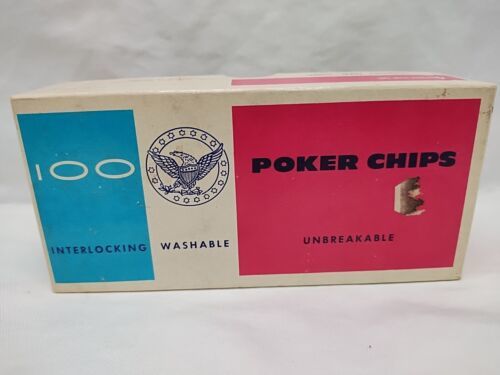 100
POKER CHIPS
INTERLOCKING
WASHABLE
UNBREAKABLE